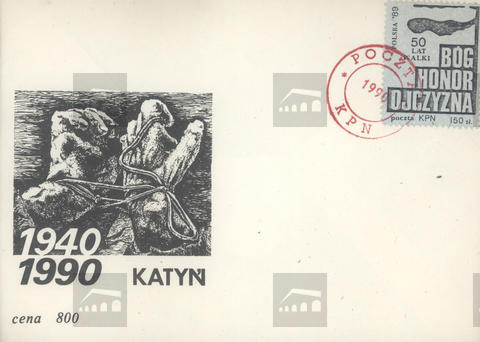 POLSKA '89
50
LAT
WALKI
BÓG
HONOR
OJCZYZNA
poczta KPN 150 zł.
* POCZTA
1990
KPN
1940
1990 KATYŃ
cena 800